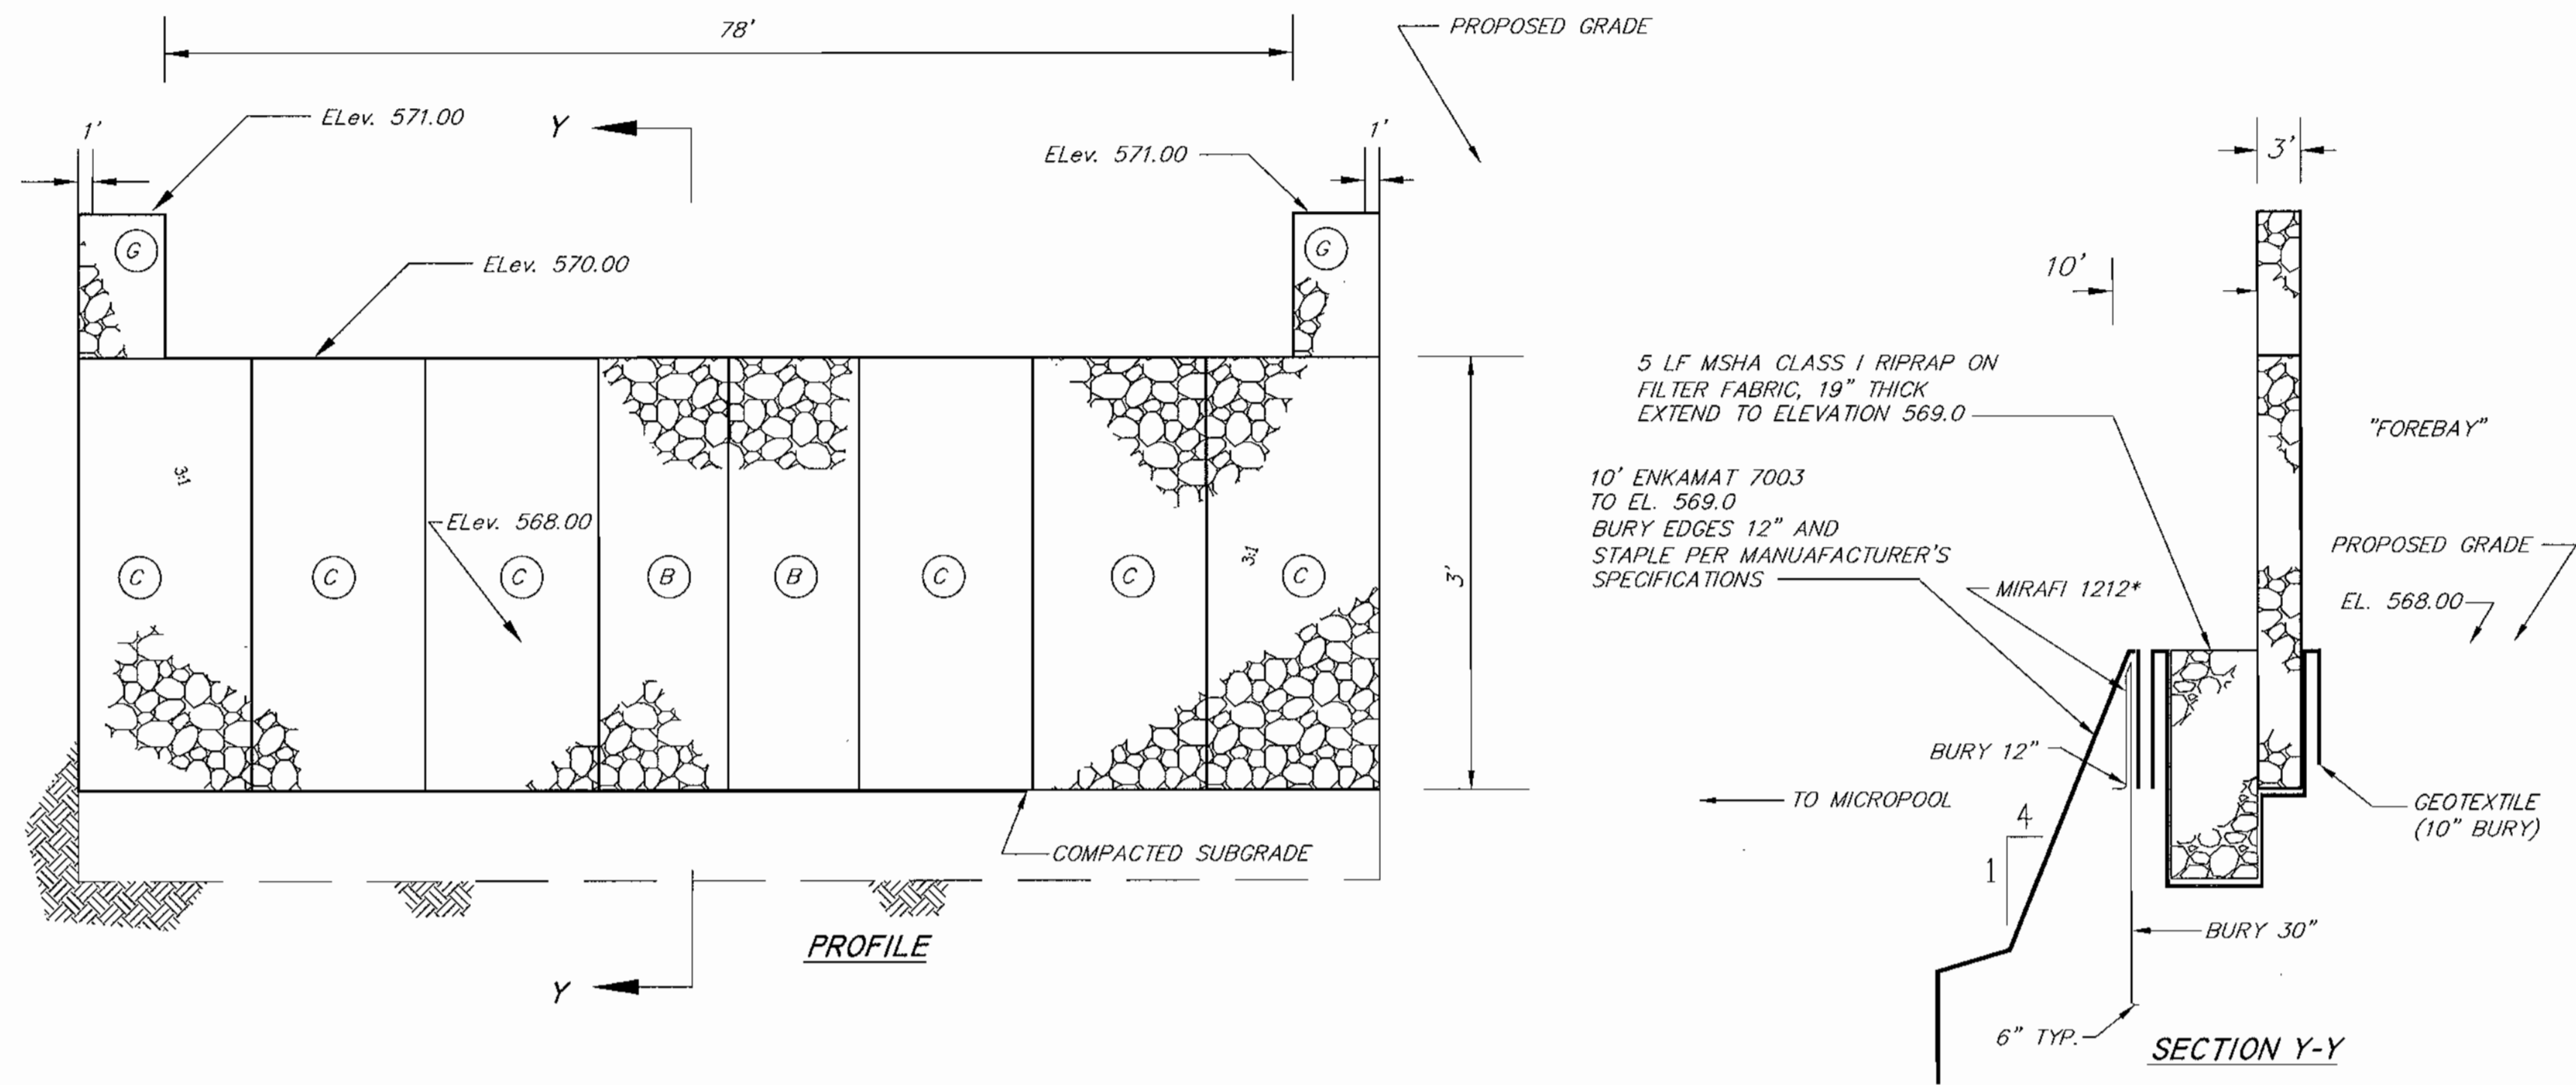 78'
PROPOSED GRADE
ELev. 571.00
Y
1'
1'
ELev. 571.00
3'
G
G
ELev. 570.00
10'
5 LF MSHA CLASS I RIPRAP ON
FILTER FABRIC, 19" THICK
EXTEND TO ELEVATION 569.0
"FOREBAY"
3:1
10' ENKAMAT 7003
TO EL. 569.0
BURY EDGES 12" AND
STAPLE PER MANUAFACTURER'S
SPECIFICATIONS
ELev. 568.00
3:1
PROPOSED GRADE
C
C
C
B
B
C
C
C
3'
MIRAFI 1212*
EL. 568.00
BURY 12"
TO MICROPOOL
GEOTEXTILE
(10" BURY)
4
1
COMPACTED SUBGRADE
BURY 30"
PROFILE
Y
6" TYP.
SECTION Y-Y